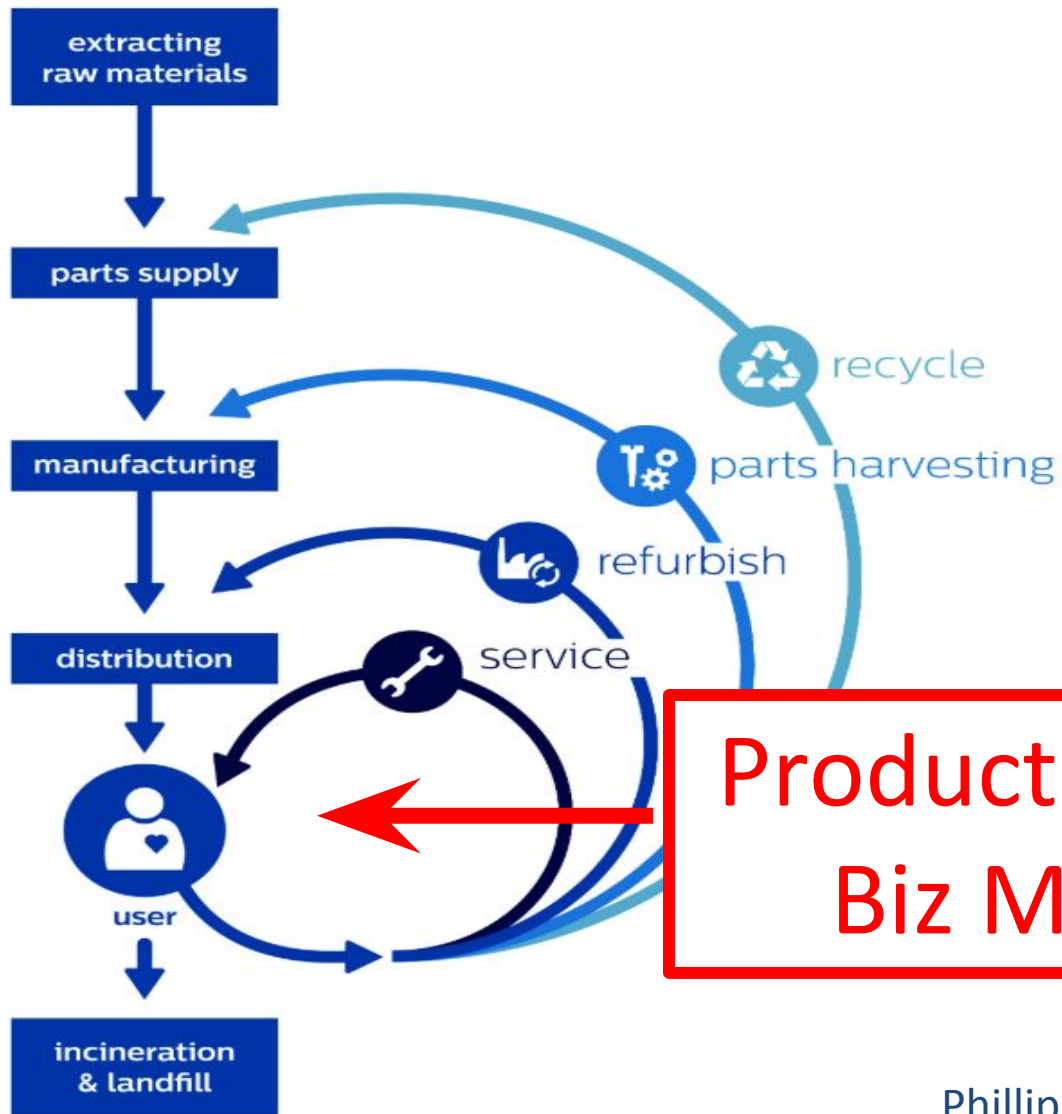 extracting
raw materials
parts supply
recycle
manufacturing
parts harvesting
refurbish
distribution
service
Product
Biz M
user
incineration
& landfill